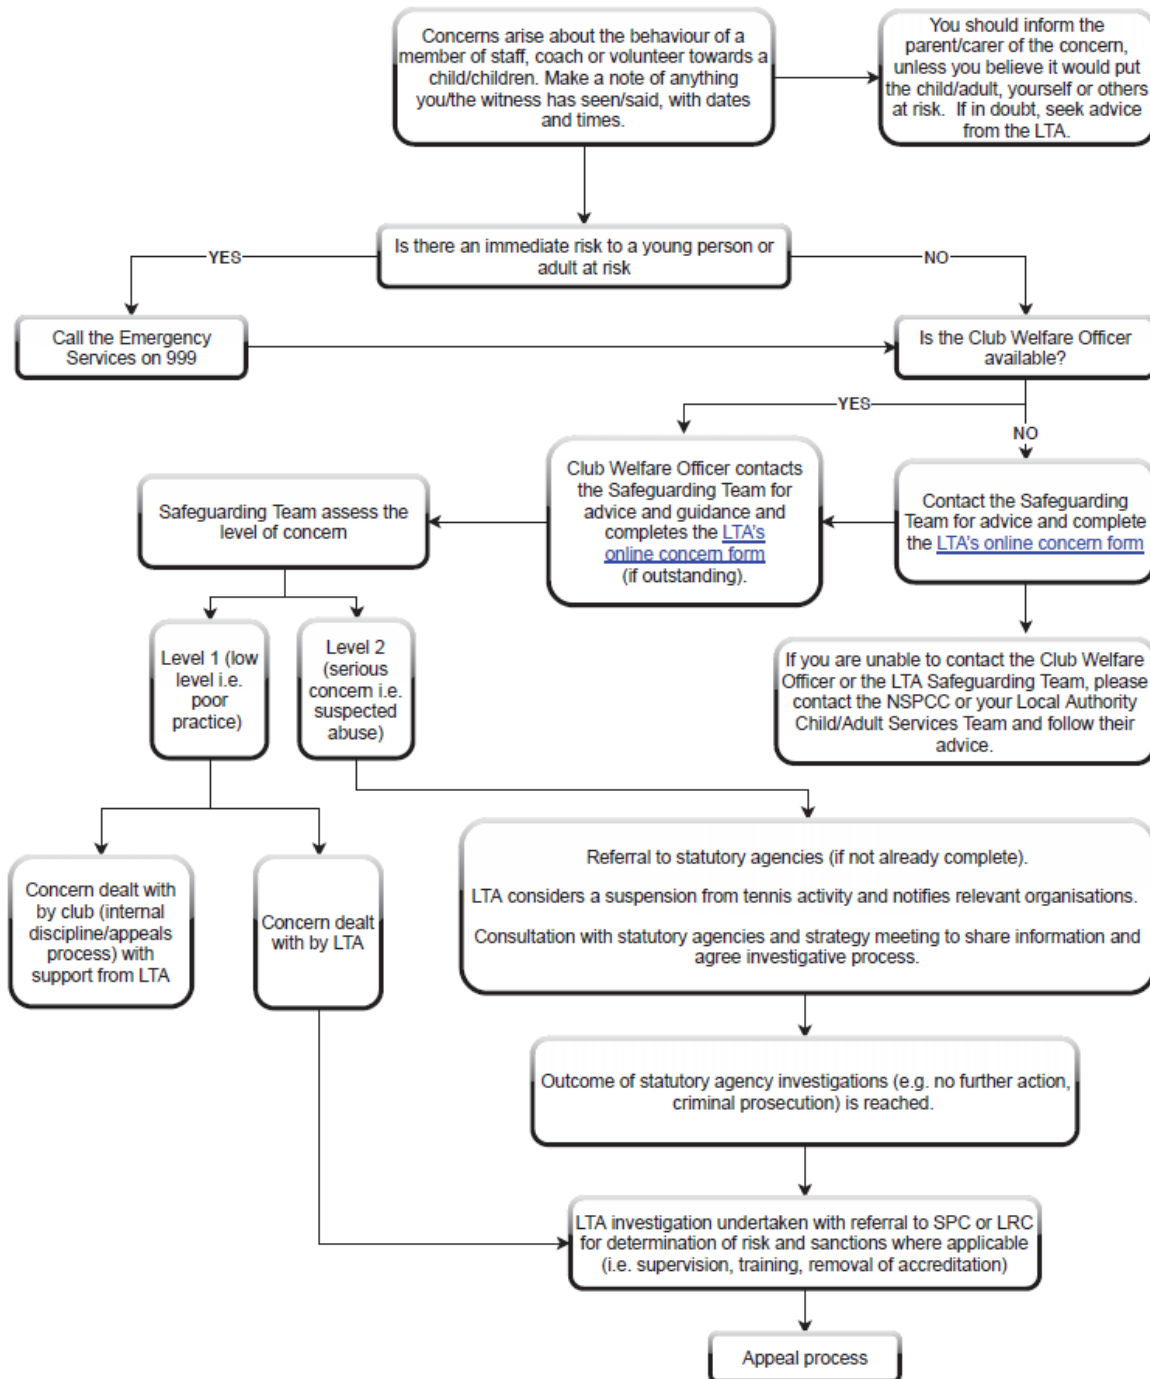 Concerns arise about the behaviour of a
member of staff, coach or volunteer towards a
child/children. Make a note of anything
you/the witness has seen/said, with dates
and times.
You should inform the
parent/carer of the concern,
unless you believe it would put
the child/adult, yourself or others
at risk. If in doubt, seek advice
from the LTA.
Is there an immediate risk to a young person or
adult at risk
YES
NO
Call the Emergency
Services on 999
Is the Club Welfare Officer
available?
YES
NO
Club Welfare Officer contacts
the Safeguarding Team for
advice and guidance and
completes the LTA's
online concern form
(if outstanding).
Contact the Safeguarding
Team for advice and complete
the LTA's online concern form
Safeguarding Team assess the
level of concern
Level 1 (low
level i.e.
poor
practice)
Level 2
(serious
concern i.e.
suspected
abuse)
If you are unable to contact the Club Welfare
Officer or the LTA Safeguarding Team, please
contact the NSPCC or your Local Authority
Child/Adult Services Team and follow their
advice.
Concern dealt with
by club (internal
discipline/appeals
process) with
support from LTA
Concern dealt
with by LTA
Referral to statutory agencies (if not already complete).
LTA considers a suspension from tennis activity and notifies relevant organisations.
Consultation with statutory agencies and strategy meeting to share information and
agree investigative process.
Outcome of statutory agency investigations (e.g. no further action,
criminal prosecution) is reached.
LTA investigation undertaken with referral to SPC or LRC
for determination of risk and sanctions where applicable
(i.e. supervision, training, removal of accreditation)
Appeal process